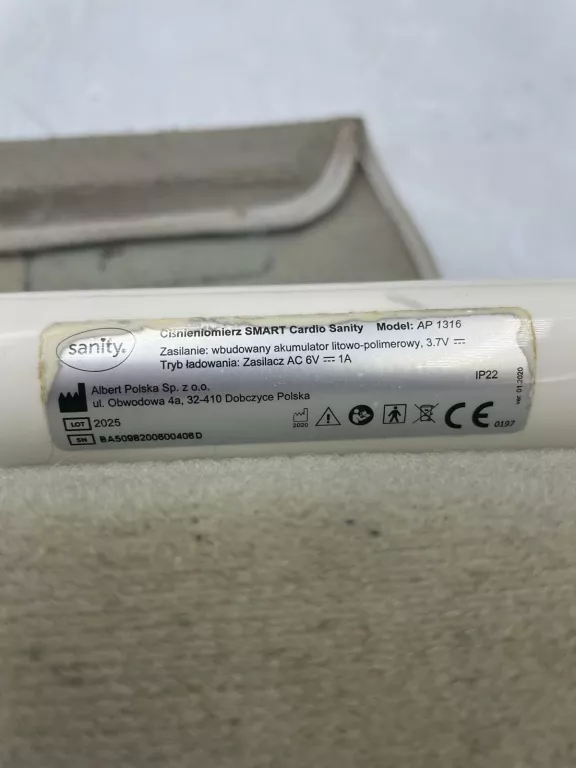 sanity®
Ciśnieniomierz SMART Cardio Sanity Model: AP 1316
Zasilanie: wbudowany akumulator litowo-polimerowy, 3.7V
Tryb ładowania: Zasilacz AC 6V 1A
IP22
ver. 01.2020
Albert Polska Sp. z o.o.
ul. Obwodowa 4a, 32-410 Dobczyce Polska
LOT 2025
SN
2020
CE 0197